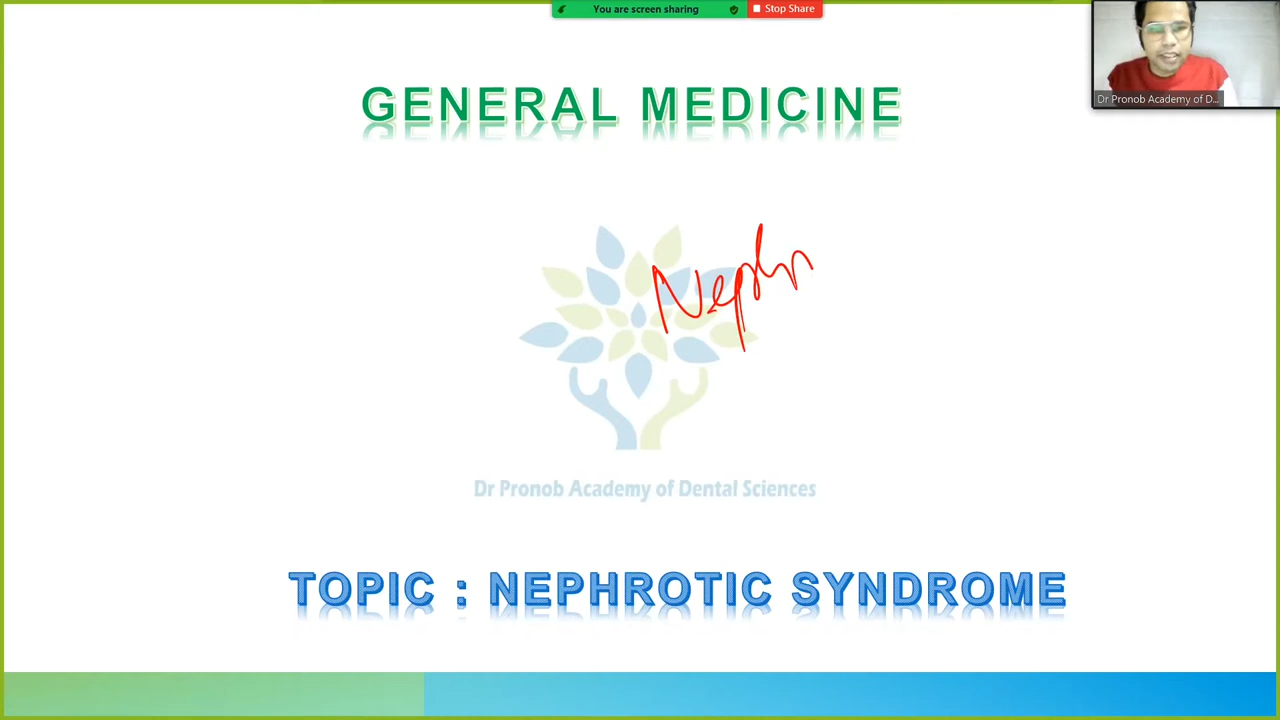 You are screen sharing
Stop Share
Dr Pronob Academy of D...
GENERAL MEDICINE
Neph
Dr Pronob Academy of Dental Sciences
TOPIC : NEPHROTIC SYNDROME